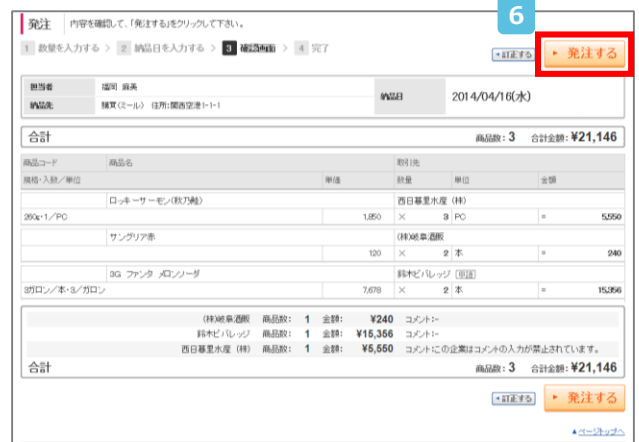 6
発注 内容を確認して、「発注する」をクリックして下さい。
1 数量を入力する > 2 納品日を入力する > 3 確認画面 > 4 完了
訂正する 発注する
担当者 福岡 麻美
納品日 2014/04/16(水)
納品先 購買(ミール) 住所:関西空港1-1-1
合計 商品数: 3 合計金額: ¥21,146
商品コード 商品名 取引先
規格・入数/単位 単価 数量 単位 金額
ロッキーサーモン(秋刀鮭) 西日暮里水産 (株)
260g・1/PC 1,850 × 3 PC = 5,550
サングリア赤 (株)岐阜酒販
120 × 2 本 = 240
3G ファンタ メロンソーダ 鈴木ビバレッジ 申請
3ガロン/本・3/ガロン 7,678 × 2 本 = 15,356
(株)岐阜酒販 商品数: 1 金額: ¥240 コメント:-
鈴木ビバレッジ 商品数: 1 金額: ¥15,356 コメント:-
西日暮里水産 (株) 商品数: 1 金額: ¥5,550 コメント:この企業はコメントの入力が禁止されています。
合計 商品数: 3 合計金額: ¥21,146
訂正する 発注する
▲ページトップへ